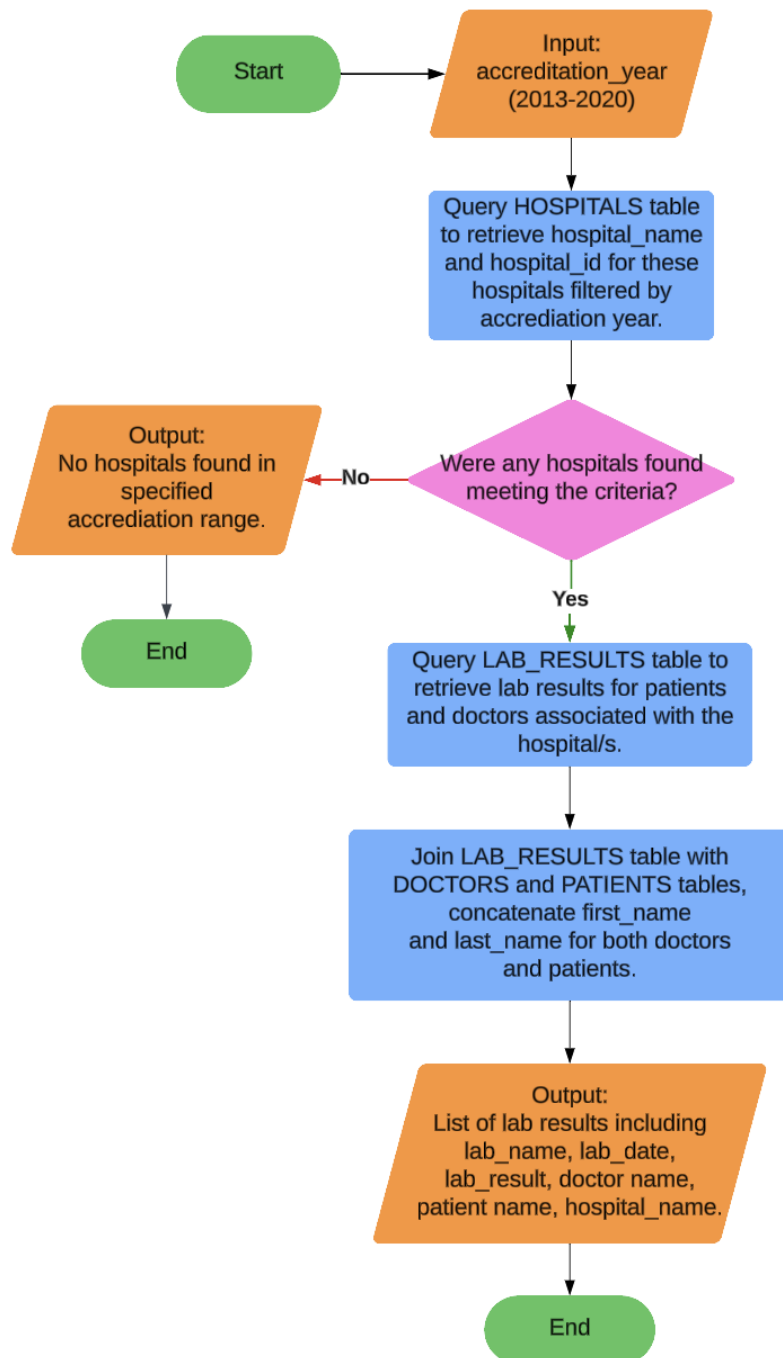 Start
Input:
accreditation_year
(2013-2020)
Query HOSPITALS table
to retrieve hospital_name
and hospital_id for these
hospitals filtered by
accrediation year.
Were any hospitals found
meeting the criteria?
No
Output:
No hospitals found in
specified
accrediation range.
End
Yes
Query LAB_RESULTS table to
retrieve lab results for patients
and doctors associated with the
hospital/s.
Join LAB_RESULTS table with
DOCTORS and PATIENTS tables,
concatenate first_name
and last_name for both doctors
and patients.
Output:
List of lab results including
lab_name, lab_date,
lab_result, doctor name,
patient name, hospital_name.
End